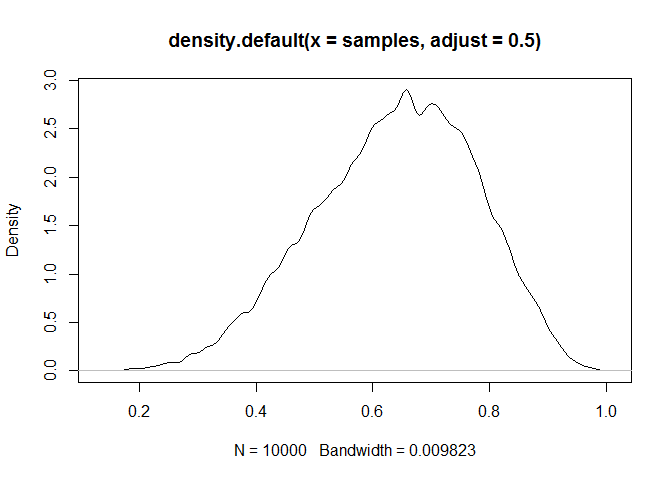 density.default(x = samples, adjust = 0.5)
Density
3.0
2.5
2.0
1.5
1.0
0.5
0.0
0.2 0.4 0.6 0.8 1.0
N = 10000 Bandwidth = 0.009823